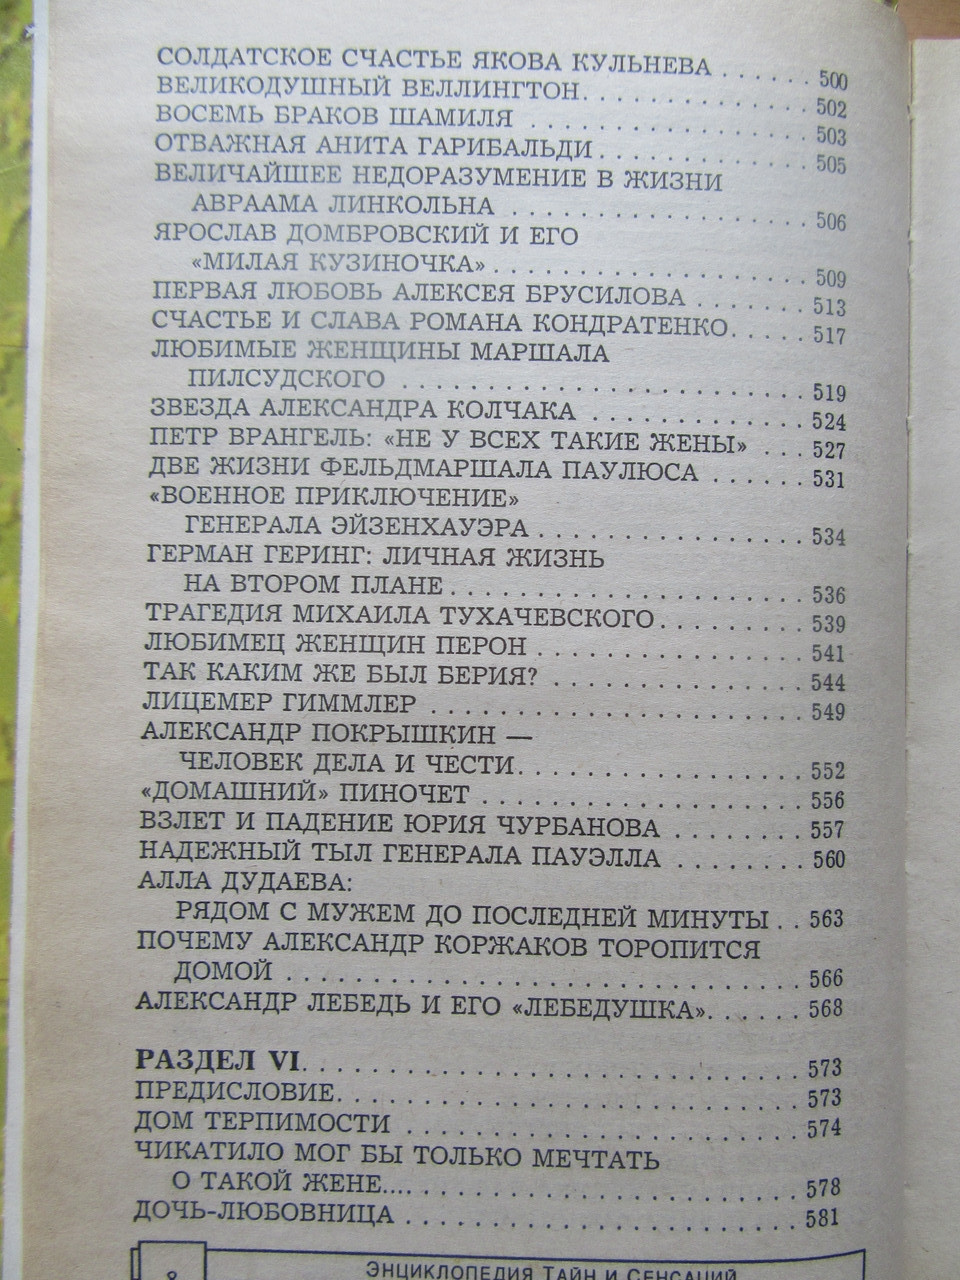 СОЛДАТСКОЕ СЧАСТЬЕ ЯКОВА КУЛЬНЕВА . . . . . . 500
ВЕЛИКОДУШНЫЙ ВЕЛЛИНГТОН. . . . . . . . . . . . . . 502
ВОСЕМЬ БРАКОВ ШАМИЛЯ . . . . . . . . . . . . . . . . . 503
ОТВАЖНАЯ АНИТА ГАРИБАЛЬДИ. . . . . . . . . . . . . 505
ВЕЛИЧАЙШЕЕ НЕДОРАЗУМЕНИЕ В ЖИЗНИ
АВРААМА ЛИНКОЛЬНА . . . . . . . . . . . . . . . . . . 506
ЯРОСЛАВ ДОМБРОВСКИЙ И ЕГО
«МИЛАЯ КУЗИНОЧКА». . . . . . . . . . . . . . . . . . . 509
ПЕРВАЯ ЛЮБОВЬ АЛЕКСЕЯ БРУСИЛОВА . . . . . . . 513
СЧАСТЬЕ И СЛАВА РОМАНА КОНДРАТЕНКО. . . . . 517
ЛЮБИМЫЕ ЖЕНЩИНЫ МАРШАЛА
ПИЛСУДСКОГО . . . . . . . . . . . . . . . . . . . . . . . . 519
ЗВЕЗДА АЛЕКСАНДРА КОЛЧАКА . . . . . . . . . . . . . 524
ПЕТР ВРАНГЕЛЬ: «НЕ У ВСЕХ ТАКИЕ ЖЕНЫ» . . . 527
ДВЕ ЖИЗНИ ФЕЛЬДМАРШАЛА ПАУЛЮСА . . . . . . 531
«ВОЕННОЕ ПРИКЛЮЧЕНИЕ»
ГЕНЕРАЛА ЭЙЗЕНХАУЭРА . . . . . . . . . . . . . . . . 534
ГЕРМАН ГЕРИНГ: ЛИЧНАЯ ЖИЗНЬ
НА ВТОРОМ ПЛАНЕ. . . . . . . . . . . . . . . . . . . . . 536
ТРАГЕДИЯ МИХАИЛА ТУХАЧЕВСКОГО. . . . . . . . . 539
ЛЮБИМЕЦ ЖЕНЩИН ПЕРОН . . . . . . . . . . . . . . . . 541
ТАК КАКИМ ЖЕ БЫЛ БЕРИЯ? . . . . . . . . . . . . . . . 544
ЛИЦЕМЕР ГИММЛЕР . . . . . . . . . . . . . . . . . . . . . . 549
АЛЕКСАНДР ПОКРЫШКИН —
ЧЕЛОВЕК ДЕЛА И ЧЕСТИ. . . . . . . . . . . . . . . . . 552
«ДОМАШНИЙ» ПИНОЧЕТ . . . . . . . . . . . . . . . . . . . 556
ВЗЛЕТ И ПАДЕНИЕ ЮРИЯ ЧУРБАНОВА . . . . . . . . 557
НАДЕЖНЫЙ ТЫЛ ГЕНЕРАЛА ПАУЭЛЛА . . . . . . . . 560
АЛЛА ДУДАЕВА:
РЯДОМ С МУЖЕМ ДО ПОСЛЕДНЕЙ МИНУТЫ . . 563
ПОЧЕМУ АЛЕКСАНДР КОРЖАКОВ ТОРОПИТСЯ
ДОМОЙ . . . . . . . . . . . . . . . . . . . . . . . . . . . . . . 566
АЛЕКСАНДР ЛЕБЕДЬ И ЕГО «ЛЕБЕДУШКА». . . . . . 568
РАЗДЕЛ VI. . . . . . . . . . . . . . . . . . . . . . . . . . . . . . 573
ПРЕДИСЛОВИЕ. . . . . . . . . . . . . . . . . . . . . . . . . . . 573
ДОМ ТЕРПИМОСТИ . . . . . . . . . . . . . . . . . . . . . . . 574
ЧИКАТИЛО МОГ БЫ ТОЛЬКО МЕЧТАТЬ
О ТАКОЙ ЖЕНЕ... . . . . . . . . . . . . . . . . . . . . . . . . 578
ДОЧЬ-ЛЮБОВНИЦА . . . . . . . . . . . . . . . . . . . . . . . 581
8 ЭНЦИКЛОПЕДИЯ ТАЙН И СЕНСАЦИЙ